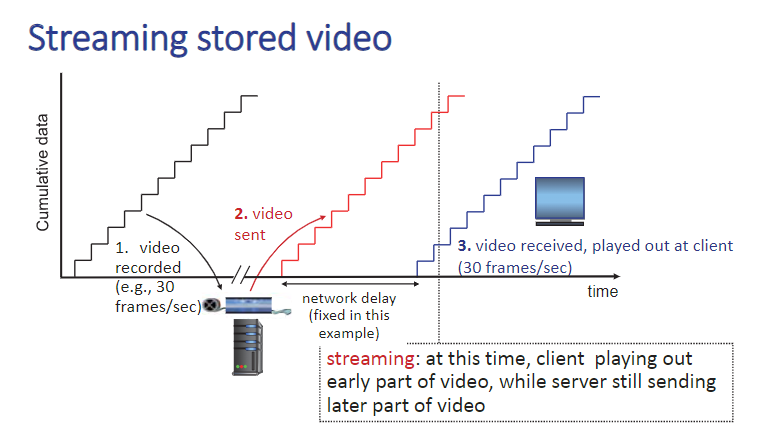 Streaming stored video
Cumulative data
1. video
recorded
(e.g., 30
frames/sec)
2. video
sent
3. video received, played out at client
(30 frames/sec)
time
network delay
(fixed in this
example)
streaming: at this time, client playing out
early part of video, while server still sending
later part of video